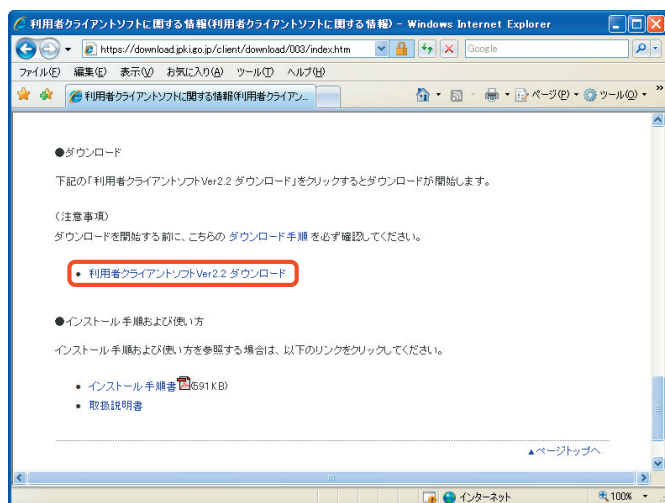 利用者クライアントソフトに関する情報(利用者クライアントソフトに関する情報) - Windows Internet Explorer
https://download.jpki.go.jp/client/download/003/index.htm
Google
ファイル(F) 編集(E) 表示(V) お気に入り(A) ツール(T) ヘルプ(H)
利用者クライアントソフトに関する情報(利用者クライアン... ページ(P) ツール(O) »
●ダウンロード
下記の「利用者クライアントソフトVer2.2 ダウンロード」をクリックするとダウンロードが開始します。
(注意事項)
ダウンロードを開始する前に、こちらの ダウンロード手順 を必ず確認してください。
• 利用者クライアントソフトVer2.2 ダウンロード
●インストール手順および使い方
インストール手順および使い方を参照する場合は、以下のリンクをクリックしてください。
• インストール手順書(591KB)
• 取扱説明書
▲ページトップへ
インターネット 100%